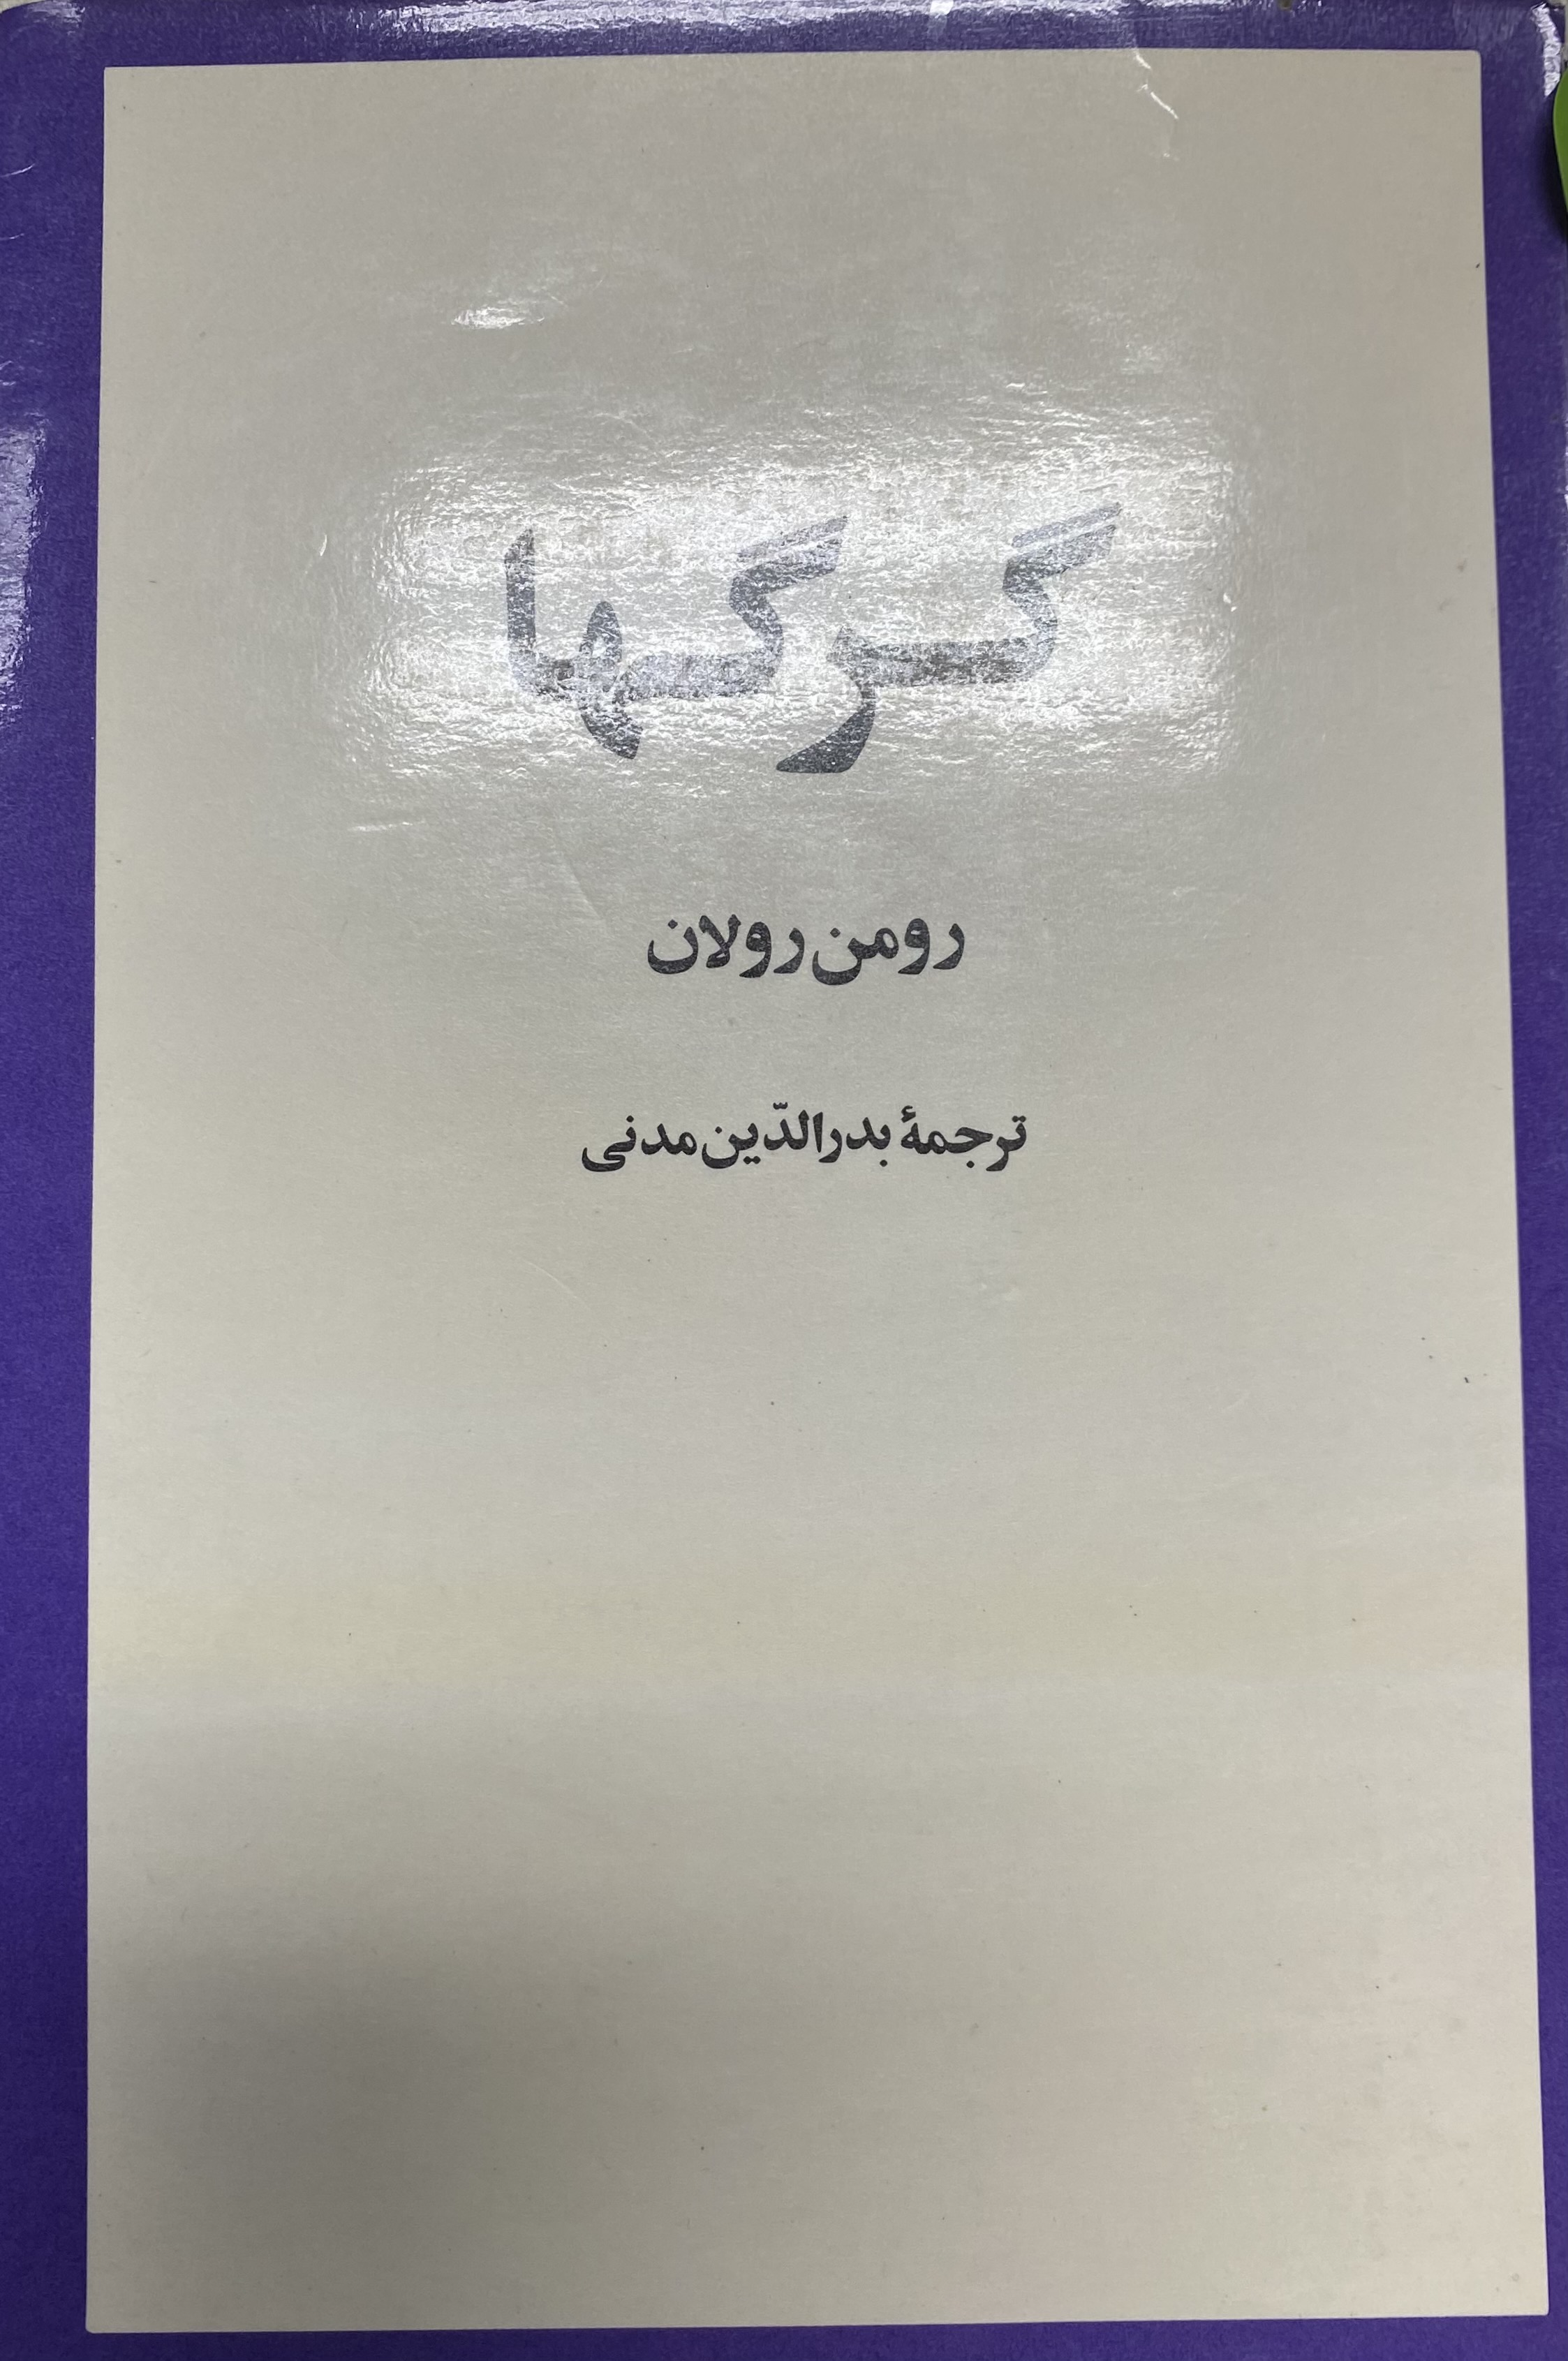 گرگها
رومن رولان
ترجمهٔ بدرالدّین مدنی